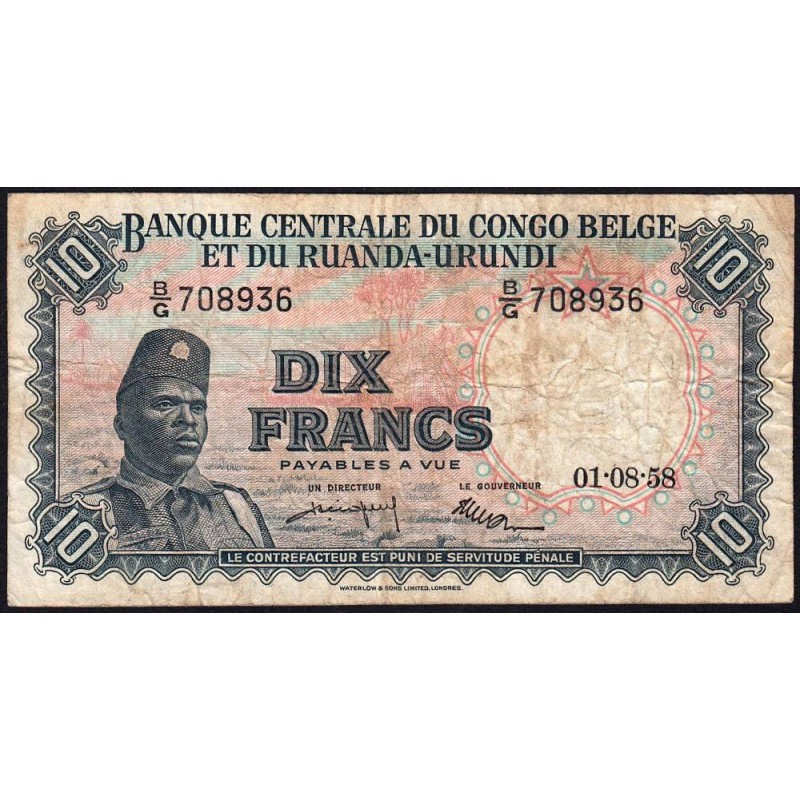 10 10
BANQUE CENTRALE DU CONGO BELGE
ET DU RUANDA-URUNDI
B/G 708936 B/G 708936
DIX
FRANCS
PAYABLES A VUE
UN DIRECTEUR LE GOUVERNEUR 01·08·58
10 10
LE CONTREFACTEUR EST PUNI DE SERVITUDE PÉNALE
WATERLOW & SONS LIMITED, LONDRES.